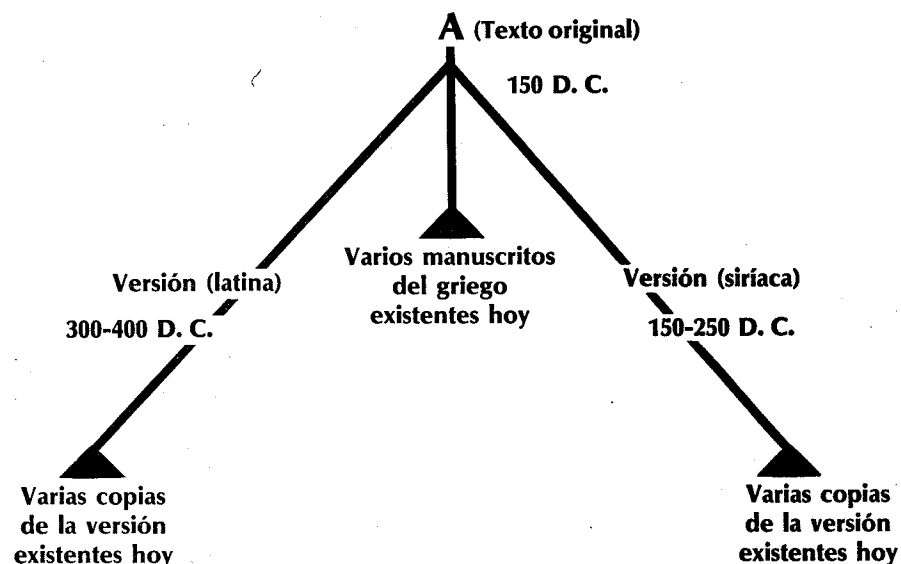 A (Texto original)
150 D. C.
Varios manuscritos
del griego
existentes hoy
Versión (latina)
300-400 D. C.
Versión (siríaca)
150-250 D. C.
Varias copias
de la versión
existentes hoy
Varias copias
de la versión
existentes hoy